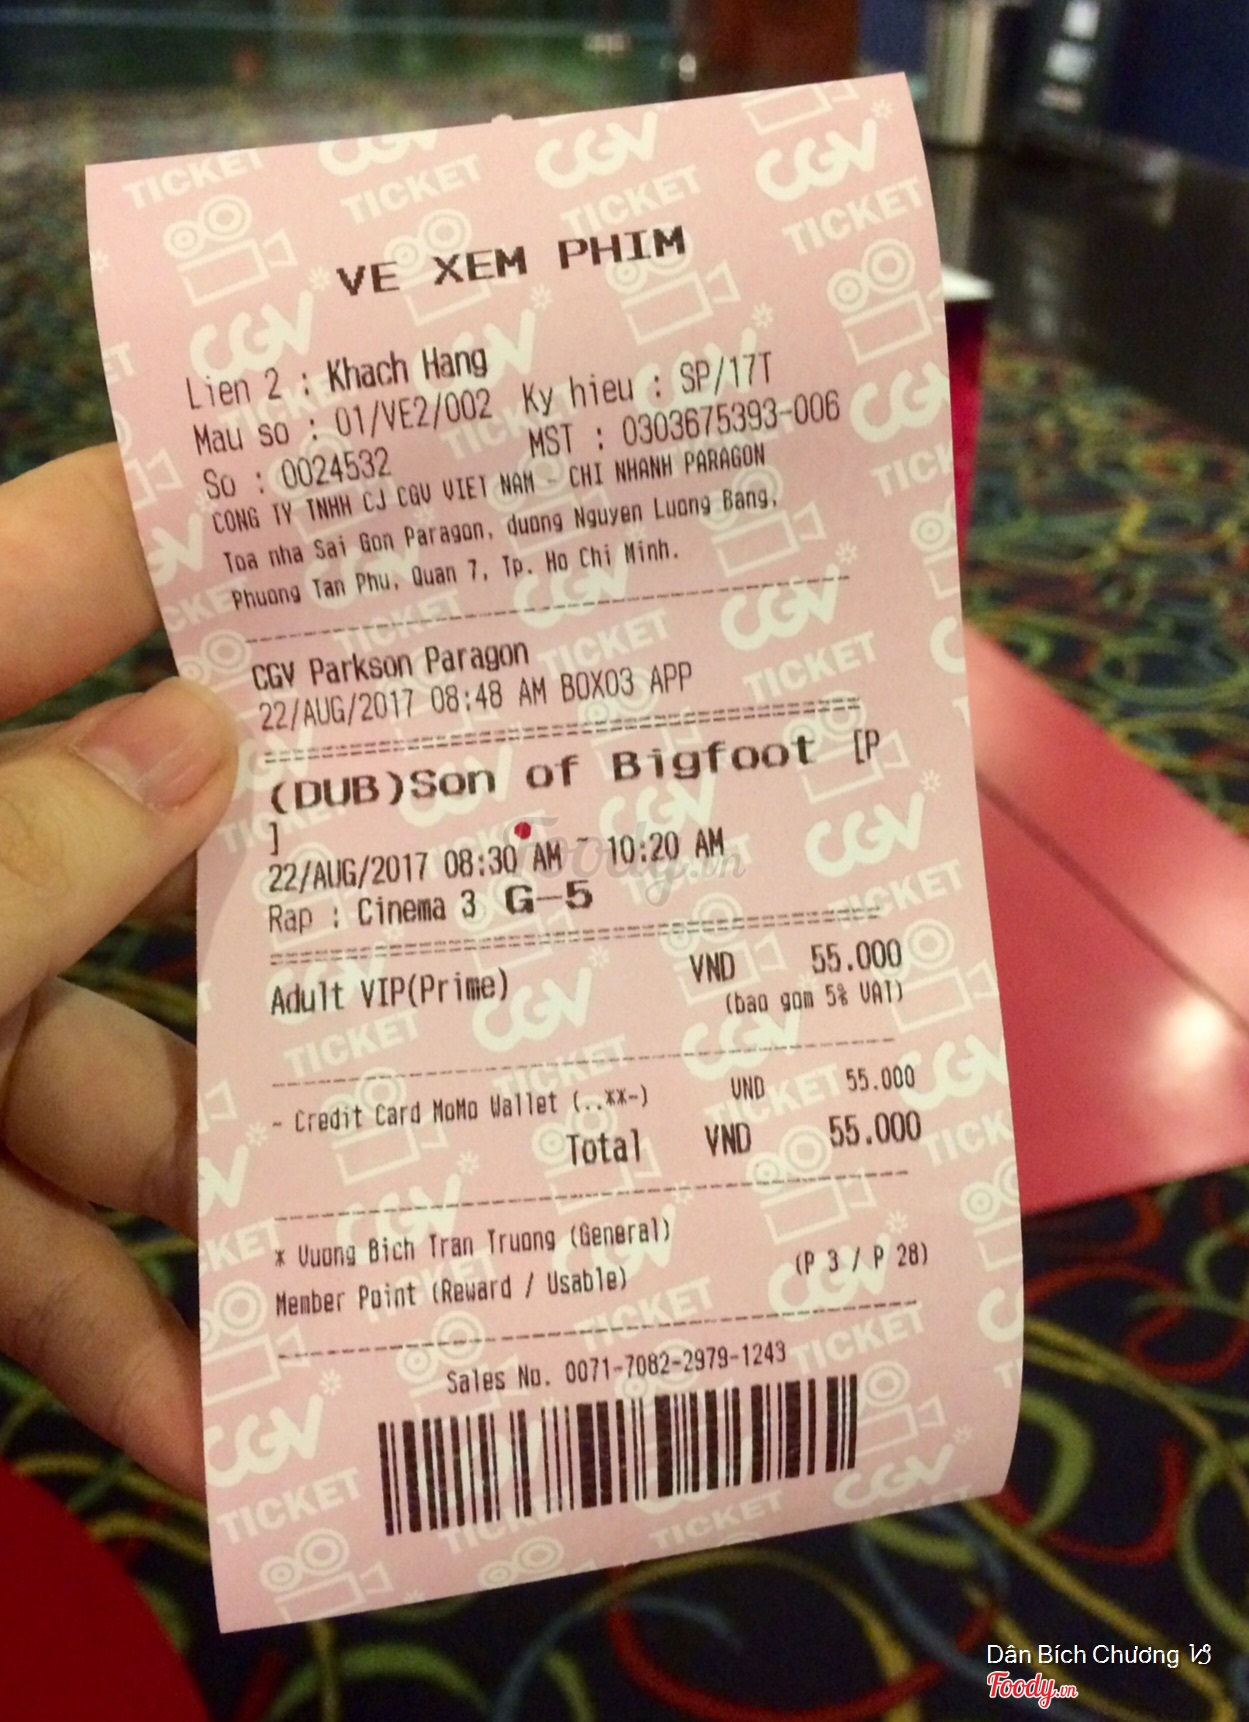 VE XEM PHIM
Lien 2 : Khach Hang
Mau so : 01/VE2/002 Ky hieu : SP/17T
So : 0024532 MST : 0303675393-006
CONG TY TNHH CJ CGV VIET NAM - CHI NHANH PARAGON
Toa nha Sai Gon Paragon, duong Nguyen Luong Bang,
Phuong Tan Phu, Quan 7, Tp. Ho Chi Minh.
CGV Parkson Paragon
22/AUG/2017 08:48 AM BOX03 APP
(DUB)Son of Bigfoot [P
]
22/AUG/2017 08:30 AM ~ 10:20 AM
Rap : Cinema 3 G-5
Adult VIP(Prime) VND 55.000
(bao gom 5% VAT)
- Credit Card MoMo Wallet (..**-) VND 55.000
Total VND 55.000
* Vuong Bich Tran Truong (General)
Member Point (Reward / Usable) (P 3 / P 28)
Sales No. 0071-7082-2979-1243
CGV TICKET
Foody.vn
Dân Bích Chương
Foody.vn